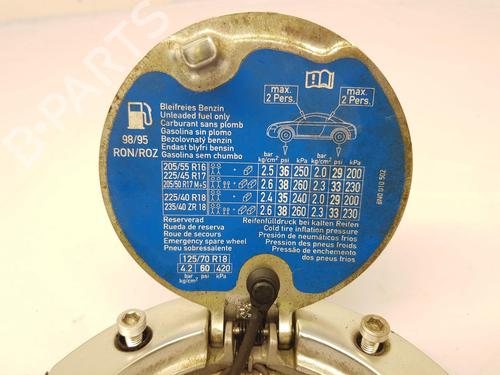 max.
2 Pers.
max.
2 Pers.
98/95
RON/ROZ
Bleifreies Benzin
Unleaded fuel only
Carburant sans plomb
Gasolina sin plomo
Bezolovnatý benzin
Endast blyfri bensin
Gasolina sem chumbo
bar
kg/cm² psi kPa
bar
kg/cm² psi kPa
205/55 R16
225/45 R17 2.5 36 250 2.0 29 200
205/50 R17 M+S 2.6 38 260 2.3 33 230
225/40 R18 2.4 35 240 2.0 29 200
235/40 ZR 18 2.6 38 260 2.3 33 230
Reserverad
Rueda de reserva
Roue de secours
Emergency spare wheel
Pneu sobressalente
Reifenfülldruck bei kalten Reifen
Cold tire inflation pressure
Presión de neumáticos fríos
Pression des pneus froids
Pressão de enchimento
dos pneus frios
125/70 R18
bar
kg/cm² 4.2 psi 60 kPa 420
8N0 010 502
B-PARTS